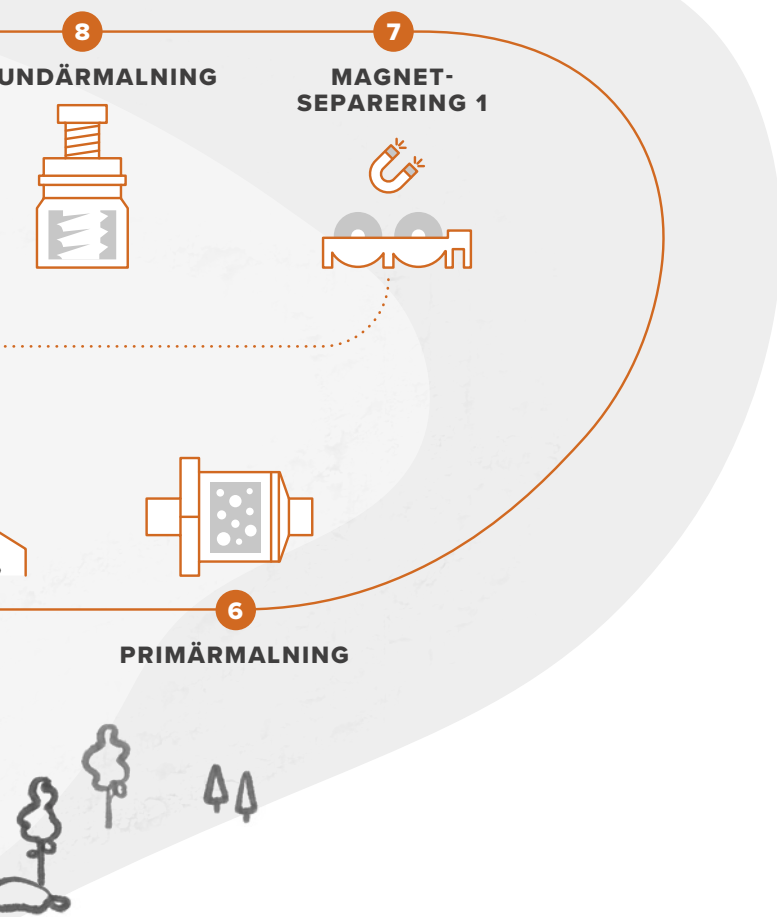 8
7
UNDÄRMALNING
MAGNET-
SEPARERING 1
6
PRIMÄRMALNING